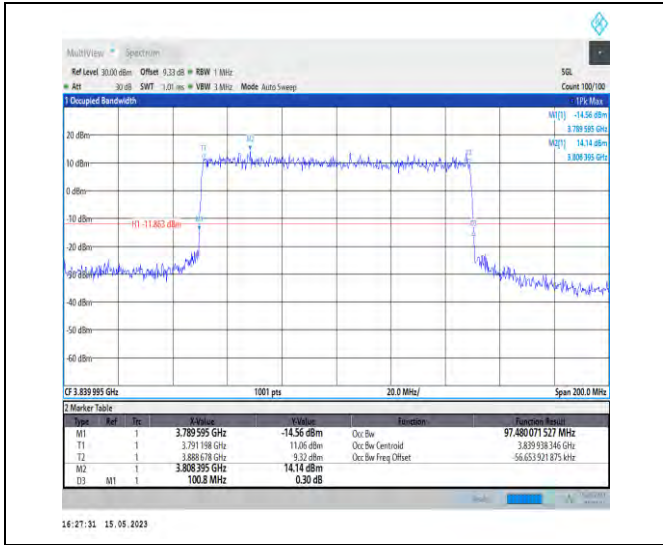 MultiView Spectrum
Ref Level 30.00 dBm Offset 9.33 dB RBW 1 MHz SGL
Att 30 dB SWT 1.01 ms VBW 3 MHz Mode Auto Sweep Count 100/100
1 Occupied Bandwidth 1Pk Max
M1[1] -14.56 dBm
3.789 595 GHz
M2[1] 14.14 dBm
3.808 395 GHz
20 dBm
T1 M2 T2
10 dBm
0 dBm
-10 dBm
H1 -11.863 dBm M1 D3
-20 dBm
-30 dBm
-40 dBm
-50 dBm
-60 dBm
CF 3.839 995 GHz 1001 pts 20.0 MHz/ Span 200.0 MHz
2 Marker Table
Type Ref Trc X-Value Y-Value Function Function Result
M1 1 3.789 595 GHz -14.56 dBm Occ Bw 97.480 071 527 MHz
T1 1 3.791 198 GHz 11.06 dBm Occ Bw Centroid 3.839 938 346 GHz
T2 1 3.888 678 GHz 9.32 dBm Occ Bw Freq Offset -56.653 921 875 kHz
M2 1 3.808 395 GHz 14.14 dBm
D3 M1 1 100.8 MHz 0.30 dB
16:27:31 15.05.2023